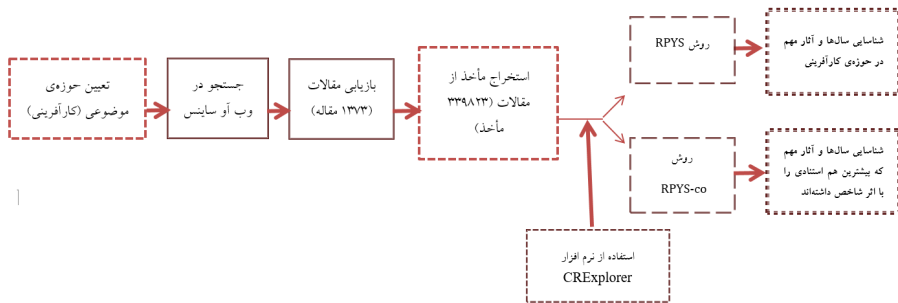 تعیین حوزه‌ی
موضوعی (کارآفرینی)
جستجو در
وب آو ساینس
بازیابی مقالات
(۱۳۷۳ مقاله)
استخراج مأخذ از
مقالات (۳۳۹۸۲۳
مأخذ)
روش RPYS
شناسایی سال‌ها و آثار مهم
در حوزه‌ی کارآفرینی
روش
RPYS-co
شناسایی سال‌ها و آثار مهم
که بیشترین هم استنادی را
با اثر شاخص داشته‌اند
استفاده از نرم افزار
CRExplorer